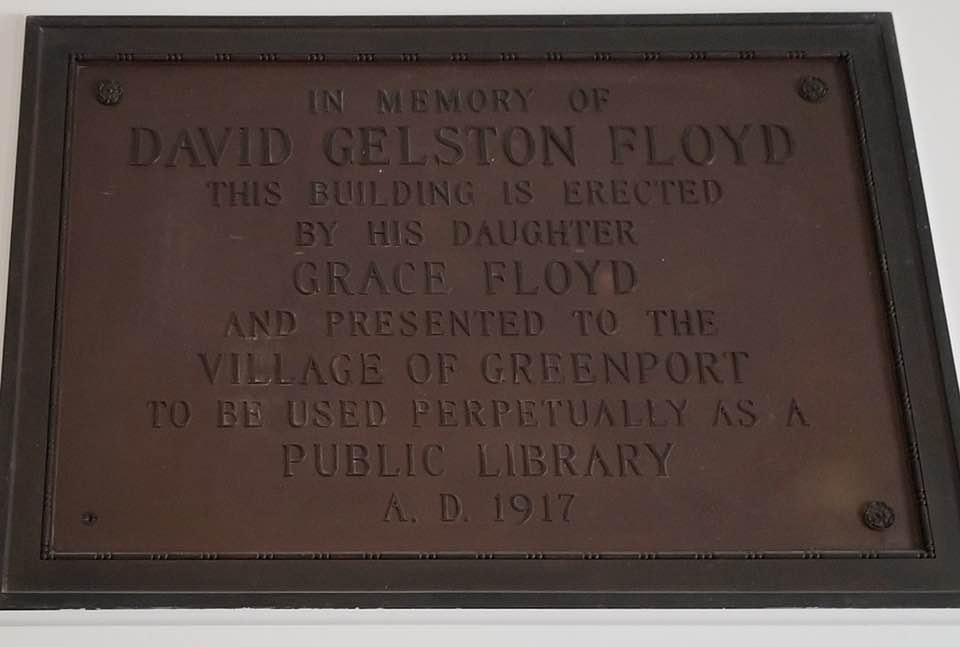 IN MEMORY OF
DAVID GELSTON FLOYD
THIS BUILDING IS ERECTED
BY HIS DAUGHTER
GRACE FLOYD
AND PRESENTED TO THE
VILLAGE OF GREENPORT
TO BE USED PERPETUALLY AS A
PUBLIC LIBRARY
A. D. 1917